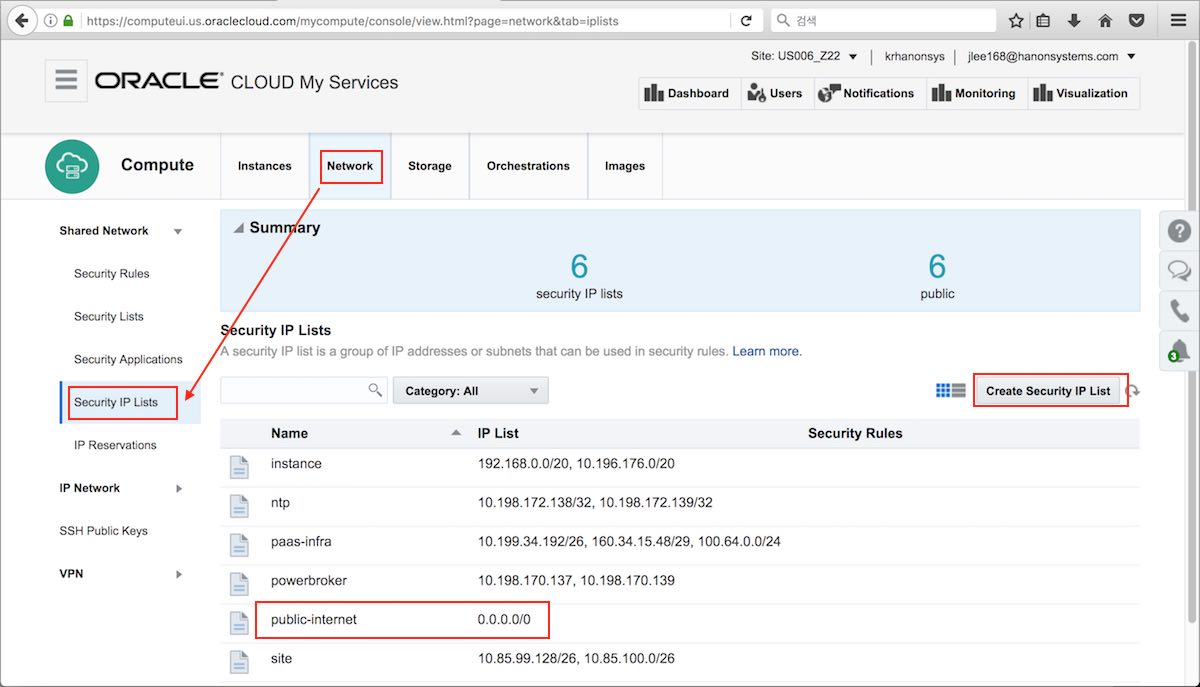 https://computeui.us.oraclecloud.com/mycompute/console/view.html?page=network&tab=iplists
검색
Site: US006_Z22
krhanonsys
jlee168@hanonsystems.com
ORACLE CLOUD My Services
Dashboard
Users
Notifications
Monitoring
Visualization
Compute
Instances
Network
Storage
Orchestrations
Images
Shared Network
Security Rules
Security Lists
Security Applications
Security IP Lists
IP Reservations
IP Network
SSH Public Keys
VPN
Summary
6
security IP lists
6
public
Security IP Lists
A security IP list is a group of IP addresses or subnets that can be used in security rules. Learn more.
Category: All
Create Security IP List
Name IP List Security Rules
instance 192.168.0.0/20, 10.196.176.0/20
ntp 10.198.172.138/32, 10.198.172.139/32
paas-infra 10.199.34.192/26, 160.34.15.48/29, 100.64.0.0/24
powerbroker 10.198.170.137, 10.198.170.139
public-internet 0.0.0.0/0
site 10.85.99.128/26, 10.85.100.0/26
?
3